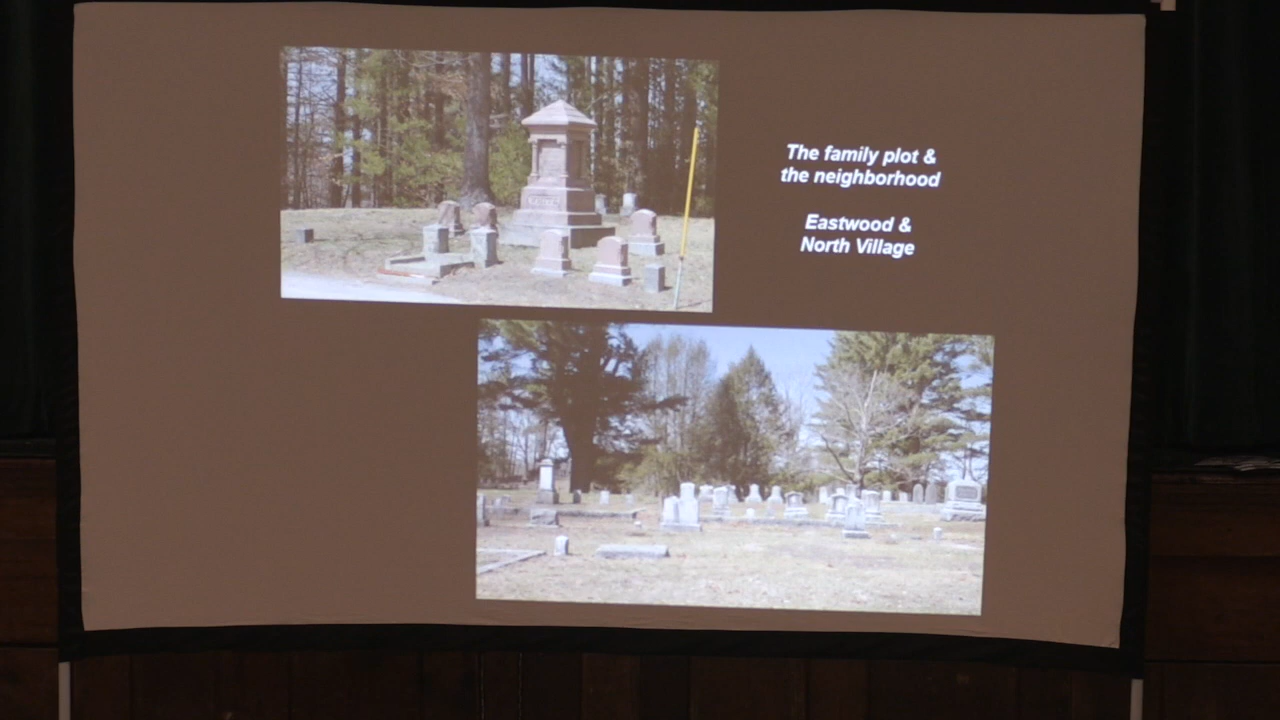 The family plot &
the neighborhood
Eastwood &
North Village